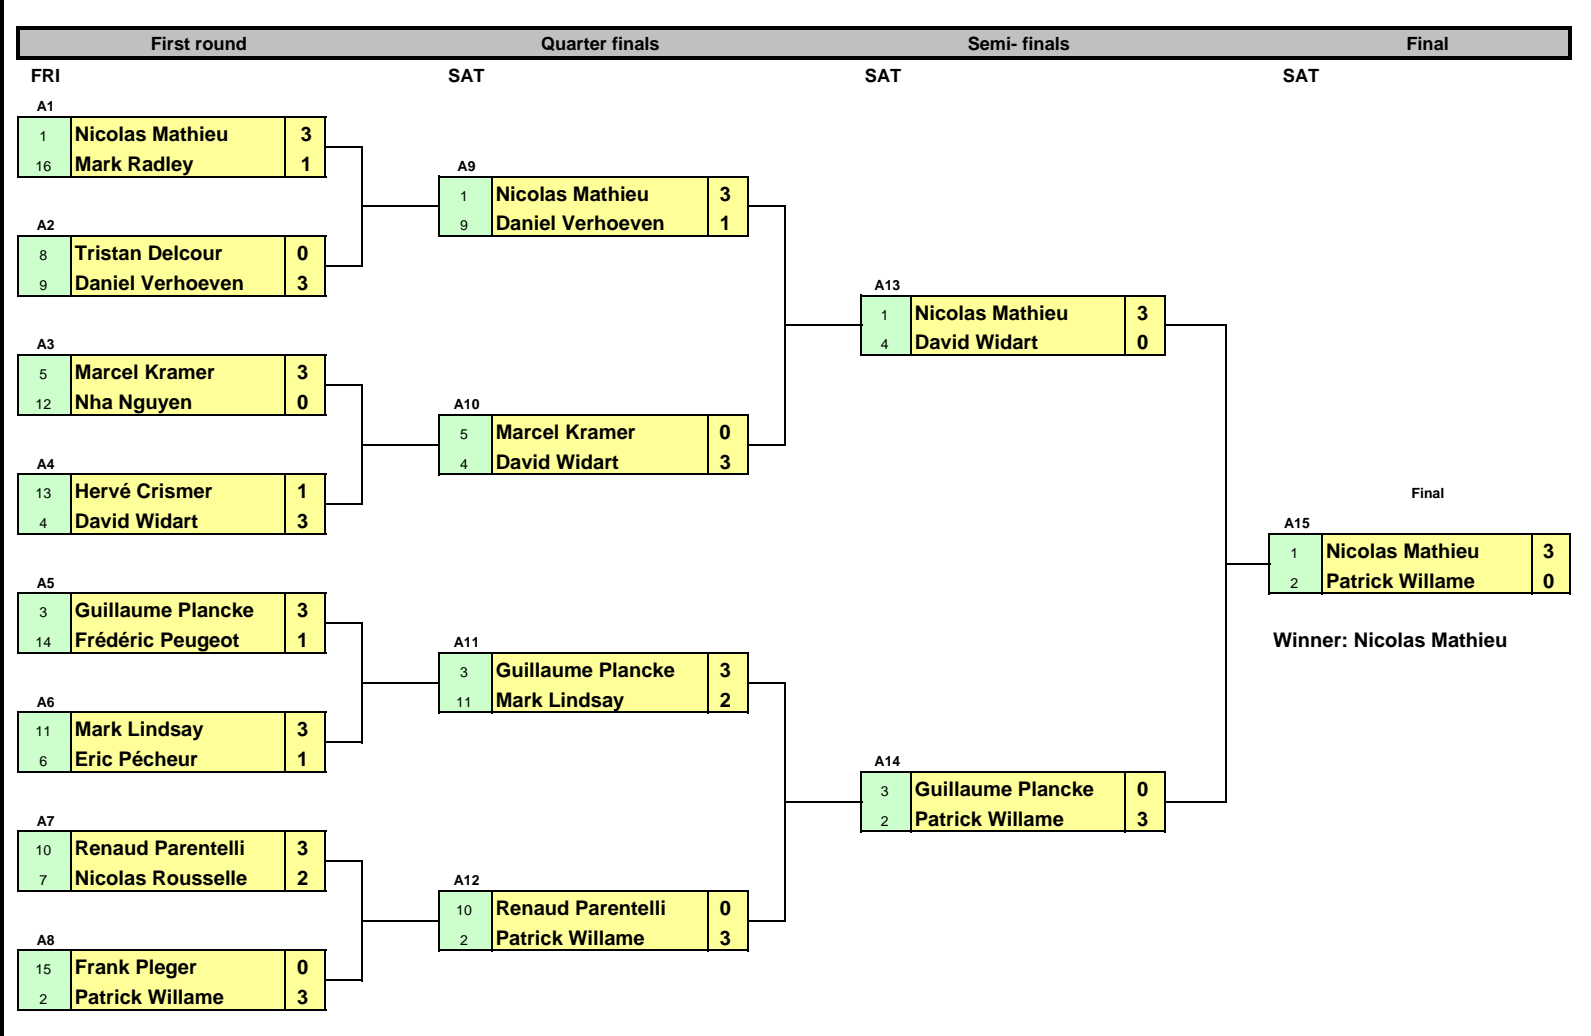 First round Quarter finals Semi- finals Final
FRI SAT SAT SAT
A1
1 Nicolas Mathieu 3
16 Mark Radley 1
A2
8 Tristan Delcour 0
9 Daniel Verhoeven 3
A3
5 Marcel Kramer 3
12 Nha Nguyen 0
A4
13 Hervé Crismer 1
4 David Widart 3
A5
3 Guillaume Plancke 3
14 Frédéric Peugeot 1
A6
11 Mark Lindsay 3
6 Eric Pécheur 1
A7
10 Renaud Parentelli 3
7 Nicolas Rousselle 2
A8
15 Frank Pleger 0
2 Patrick Willame 3
A9
1 Nicolas Mathieu 3
9 Daniel Verhoeven 1
A10
5 Marcel Kramer 0
4 David Widart 3
A11
3 Guillaume Plancke 3
11 Mark Lindsay 2
A12
10 Renaud Parentelli 0
2 Patrick Willame 3
A13
1 Nicolas Mathieu 3
4 David Widart 0
A14
3 Guillaume Plancke 0
2 Patrick Willame 3
Final
A15
1 Nicolas Mathieu 3
2 Patrick Willame 0
Winner: Nicolas Mathieu